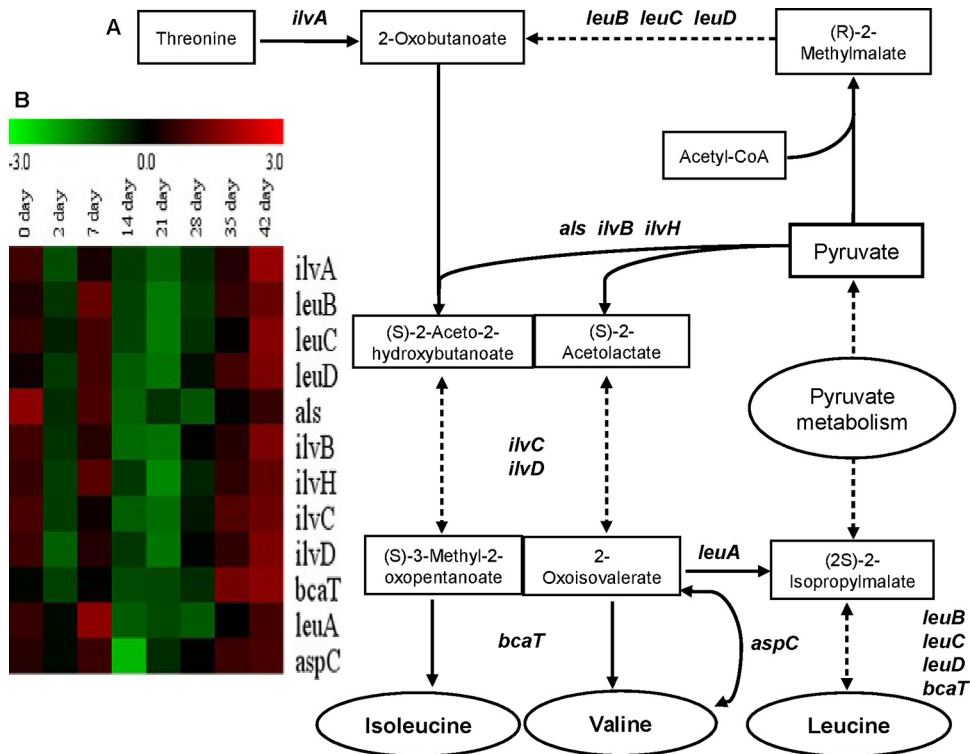 A
Threonine
ilvA
2-Oxobutanoate
leuB leuC leuD
(R)-2-
Methylmalate
Acetyl-CoA
als ilvB ilvH
Pyruvate
(S)-2-Aceto-2-
hydroxybutanoate
(S)-2-
Acetolactate
Pyruvate
metabolism
ilvC
ilvD
(S)-3-Methyl-2-
oxopentanoate
2-
Oxoisovalerate
leuA
(2S)-2-
Isopropylmalate
bcaT
aspC
leuB
leuC
leuD
bcaT
Isoleucine
Valine
Leucine
B
-3.0 0.0 3.0
0 day
2 day
7 day
14 day
21 day
28 day
35 day
42 day
ilvA
leuB
leuC
leuD
als
ilvB
ilvH
ilvC
ilvD
bcaT
leuA
aspC